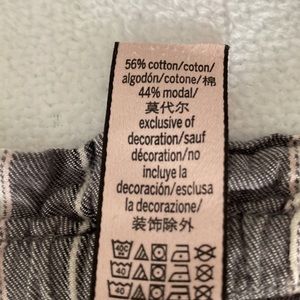 56% cotton/coton/
algodón/cotone/棉
44% modal/
莫代尔
exclusive of
decoration/sauf
décoration/no
incluye la
decoración/esclusa
la decorazione/
装饰除外
40